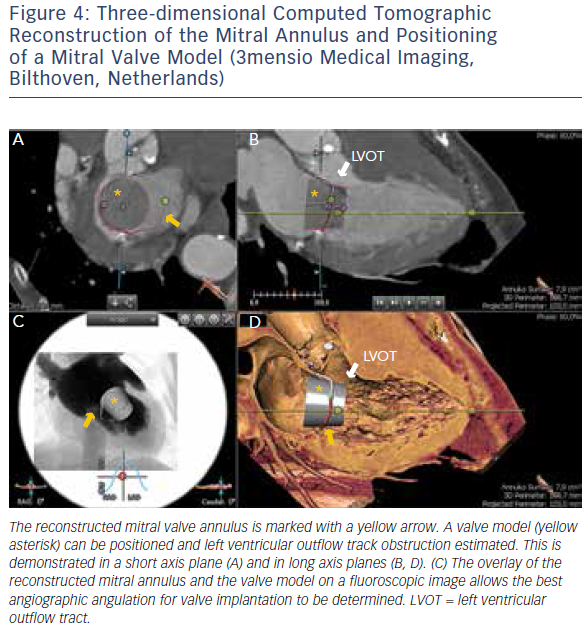 Figure 4: Three-dimensional Computed Tomographic
Reconstruction of the Mitral Annulus and Positioning
of a Mitral Valve Model (3mensio Medical Imaging,
Bilthoven, Netherlands)
A
B
LVOT
C
D
LVOT
The reconstructed mitral valve annulus is marked with a yellow arrow. A valve model (yellow
asterisk) can be positioned and left ventricular outflow track obstruction estimated. This is
demonstrated in a short axis plane (A) and in long axis planes (B, D). (C) The overlay of the
reconstructed mitral annulus and the valve model on a fluoroscopic image allows the best
angiographic angulation for valve implantation to be determined. LVOT = left ventricular
outflow tract.